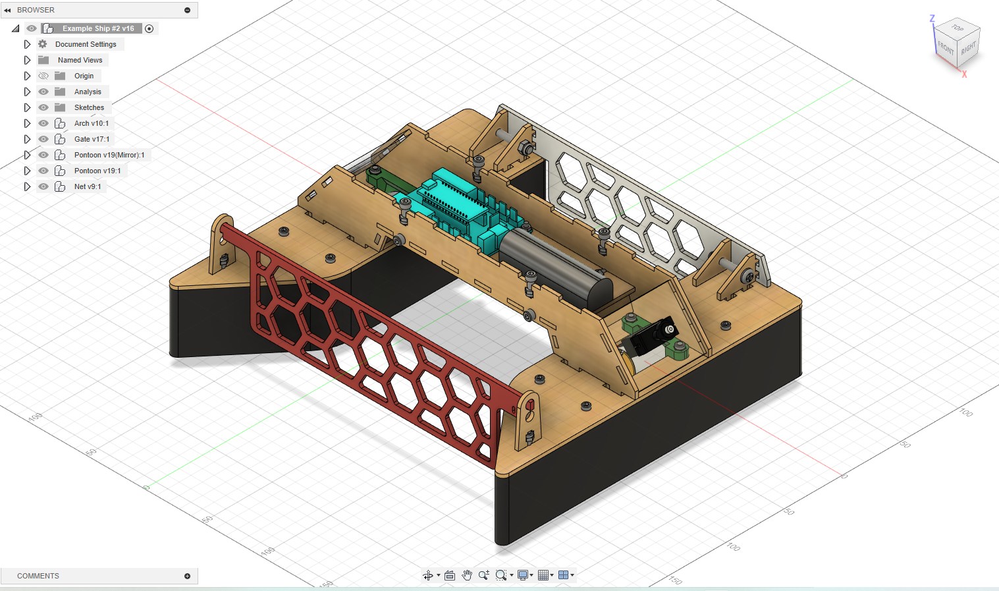 BROWSER
Example Ship #2 v16
Document Settings
Named Views
Origin
Analysis
Sketches
Arch v10:1
Gate v17:1
Pontoon v19(Mirror):1
Pontoon v19:1
Net v9:1
Z
TOP
FRONT
RIGHT
X
100
50
0
50
100
150
100
50
0
50
100
150
COMMENTS